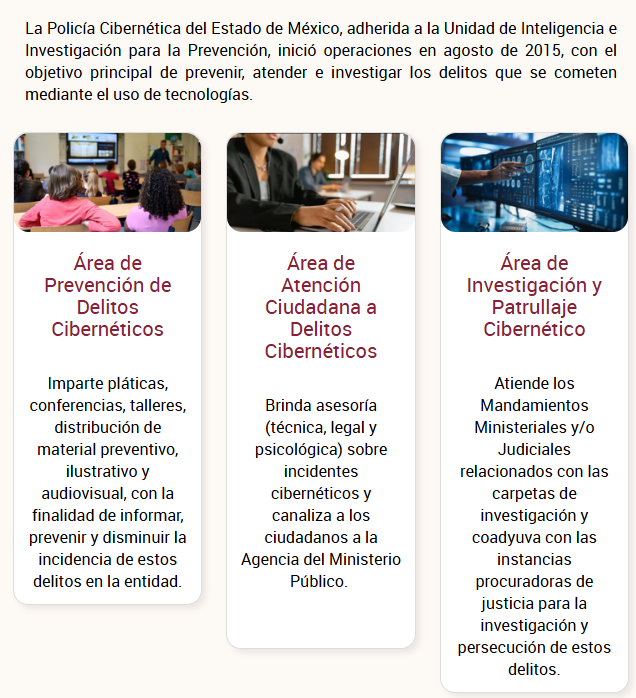 La Policía Cibernética del Estado de México, adherida a la Unidad de Inteligencia e
Investigación para la Prevención, inició operaciones en agosto de 2015, con el
objetivo principal de prevenir, atender e investigar los delitos que se cometen
mediante el uso de tecnologías.
Área de
Prevención de
Delitos
Cibernéticos
Imparte pláticas,
conferencias, talleres,
distribución de
material preventivo,
ilustrativo y
audiovisual, con la
finalidad de informar,
prevenir y disminuir la
incidencia de estos
delitos en la entidad.
Área de
Atención
Ciudadana a
Delitos
Cibernéticos
Brinda asesoría
(técnica, legal y
psicológica) sobre
incidentes
cibernéticos y
canaliza a los
ciudadanos a la
Agencia del Ministerio
Público.
Área de
Investigación y
Patrullaje
Cibernético
Atiende los
Mandamientos
Ministeriales y/o
Judiciales
relacionados con las
carpetas de
investigación y
coadyuva con las
instancias
procuradoras de
justicia para la
investigación y
persecución de estos
delitos.